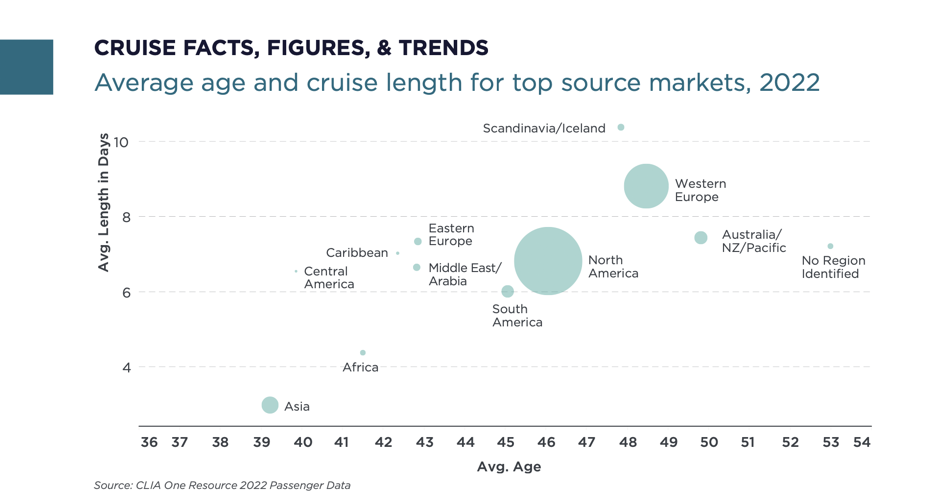 CRUISE FACTS, FIGURES, & TRENDS
Average age and cruise length for top source markets, 2022
Avg. Length in Days
10
8
6
4
Scandinavia/Iceland
Western
Europe
Eastern
Europe
Australia/
NZ/Pacific
Caribbean
Central
America
Middle East/
Arabia
North
America
No Region
Identified
South
America
Africa
Asia
36 37 38 39 40 41 42 43 44 45 46 47 48 49 50 51 52 53 54
Avg. Age
Source: CLIA One Resource 2022 Passenger Data